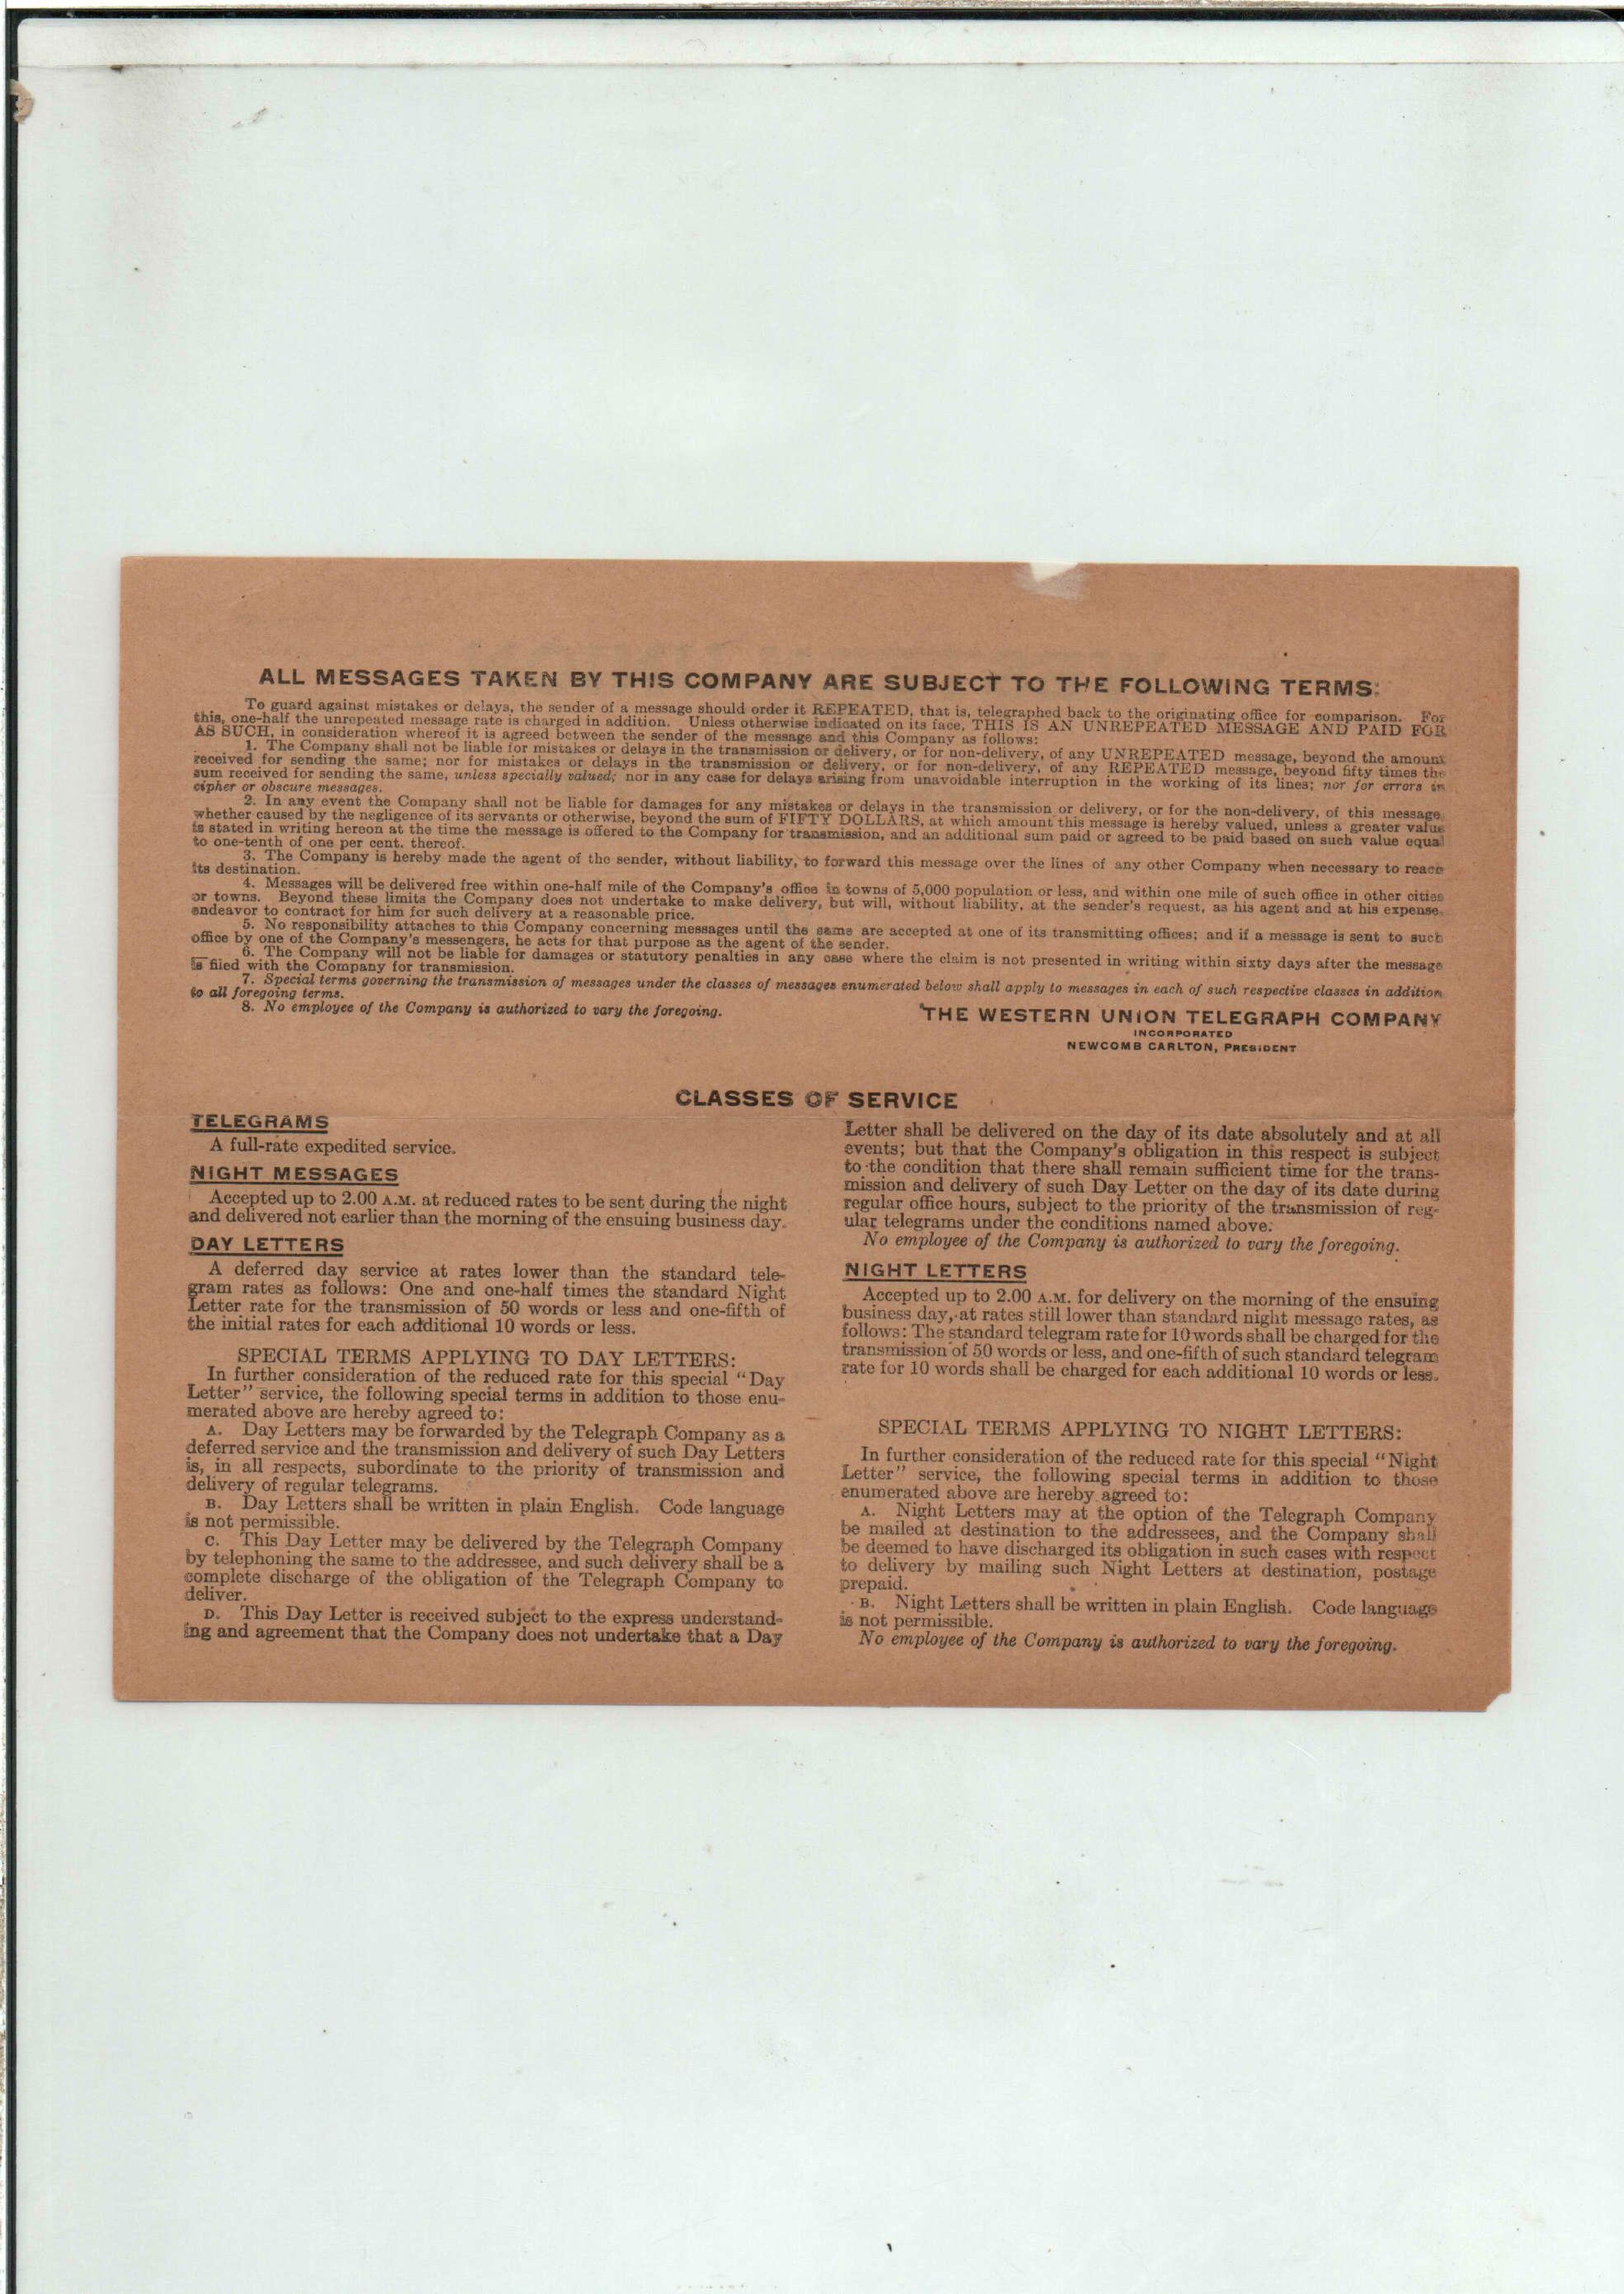 ALL MESSAGES TAKEN BY THIS COMPANY ARE SUBJECT TO THE FOLLOWING TERMS:
To guard against mistakes or delays, the sender of a message should order it REPEATED, that is, telegraphed back to the originating office for comparison. For
this, one-half the unrepeated message rate is charged in addition. Unless otherwise indicated on its face, THIS IS AN UNREPEATED MESSAGE AND PAID FOR
AS SUCH, in consideration whereof it is agreed between the sender of the message and this Company as follows:
1. The Company shall not be liable for mistakes or delays in the transmission or delivery, or for non-delivery, of any UNREPEATED message, beyond the amount
received for sending the same; nor for mistakes or delays in the transmission or delivery, or for non-delivery, of any REPEATED message, beyond fifty times the
sum received for sending the same, unless specially valued; nor in any case for delays arising from unavoidable interruption in the working of its lines; nor for errors in
cipher or obscure messages.
2. In any event the Company shall not be liable for damages for any mistakes or delays in the transmission or delivery, or for the non-delivery, of this message,
whether caused by the negligence of its servants or otherwise, beyond the sum of FIFTY DOLLARS, at which amount this message is hereby valued, unless a greater value
is stated in writing hereon at the time the message is offered to the Company for transmission, and an additional sum paid or agreed to be paid based on such value equal
to one-tenth of one per cent. thereof.
3. The Company is hereby made the agent of the sender, without liability, to forward this message over the lines of any other Company when necessary to reach
its destination.
4. Messages will be delivered free within one-half mile of the Company's office in towns of 5,000 population or less, and within one mile of such office in other cities
or towns. Beyond these limits the Company does not undertake to make delivery, but will, without liability, at the sender's request, as his agent and at his expense,
endeavor to contract for him for such delivery at a reasonable price.
5. No responsibility attaches to this Company concerning messages until the same are accepted at one of its transmitting offices; and if a message is sent to such
office by one of the Company's messengers, he acts for that purpose as the agent of the sender.
6. The Company will not be liable for damages or statutory penalties in any case where the claim is not presented in writing within sixty days after the message
is filed with the Company for transmission.
7. Special terms governing the transmission of messages under the classes of messages enumerated below shall apply to messages in each of such respective classes in addition
to all foregoing terms.
8. No employee of the Company is authorized to vary the foregoing.
THE WESTERN UNION TELEGRAPH COMPANY
INCORPORATED
NEWCOMB CARLTON, PRESIDENT
CLASSES OF SERVICE
TELEGRAMS
A full-rate expedited service.
NIGHT MESSAGES
Accepted up to 2.00 A.M. at reduced rates to be sent during the night
and delivered not earlier than the morning of the ensuing business day.
DAY LETTERS
A deferred day service at rates lower than the standard tele-
gram rates as follows: One and one-half times the standard Night
Letter rate for the transmission of 50 words or less and one-fifth of
the initial rates for each additional 10 words or less.
SPECIAL TERMS APPLYING TO DAY LETTERS:
In further consideration of the reduced rate for this special "Day
Letter" service, the following special terms in addition to those enu-
merated above are hereby agreed to:
A. Day Letters may be forwarded by the Telegraph Company as a
deferred service and the transmission and delivery of such Day Letters
is, in all respects, subordinate to the priority of transmission and
delivery of regular telegrams.
B. Day Letters shall be written in plain English. Code language
is not permissible.
C. This Day Letter may be delivered by the Telegraph Company
by telephoning the same to the addressee, and such delivery shall be a
complete discharge of the obligation of the Telegraph Company to
deliver.
D. This Day Letter is received subject to the express understand-
ing and agreement that the Company does not undertake that a Day
Letter shall be delivered on the day of its date absolutely and at all
events; but that the Company's obligation in this respect is subject
to the condition that there shall remain sufficient time for the trans-
mission and delivery of such Day Letter on the day of its date during
regular office hours, subject to the priority of the transmission of reg-
ular telegrams under the conditions named above.
No employee of the Company is authorized to vary the foregoing.
NIGHT LETTERS
Accepted up to 2.00 A.M. for delivery on the morning of the ensuing
business day, at rates still lower than standard night message rates, as
follows: The standard telegram rate for 10 words shall be charged for the
transmission of 50 words or less, and one-fifth of such standard telegram
rate for 10 words shall be charged for each additional 10 words or less.
SPECIAL TERMS APPLYING TO NIGHT LETTERS:
In further consideration of the reduced rate for this special "Night
Letter" service, the following special terms in addition to those
enumerated above are hereby agreed to:
A. Night Letters may at the option of the Telegraph Company
be mailed at destination to the addressees, and the Company shall
be deemed to have discharged its obligation in such cases with respect
to delivery by mailing such Night Letters at destination, postage
prepaid.
B. Night Letters shall be written in plain English. Code language
is not permissible.
No employee of the Company is authorized to vary the foregoing.